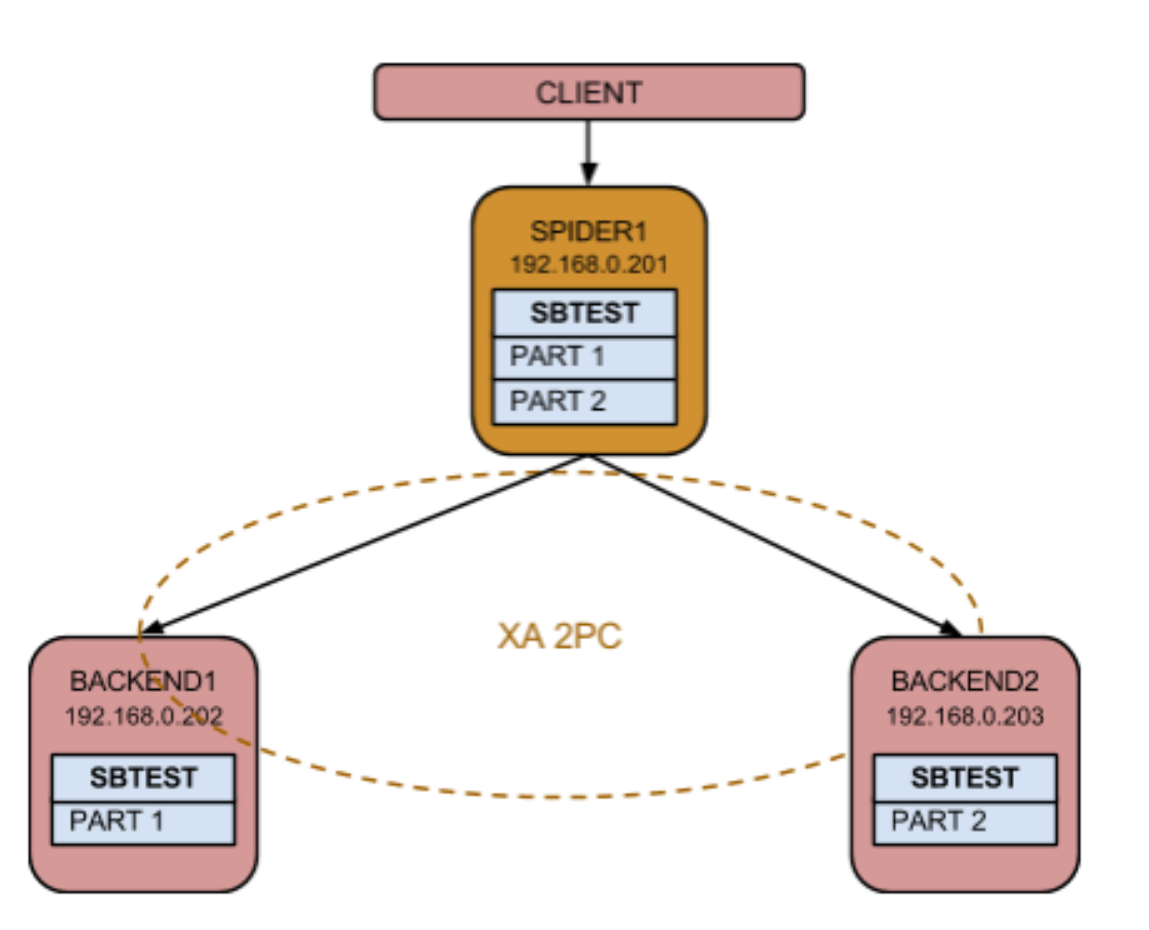 CLIENT
SPIDER1
192.168.0.201
SBTEST
PART 1
PART 2
XA 2PC
BACKEND1
192.168.0.202
SBTEST
PART 1
BACKEND2
192.168.0.203
SBTEST
PART 2